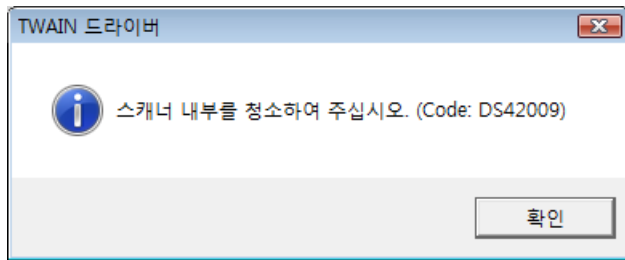 TWAIN 드라이버
스캐너 내부를 청소하여 주십시오. (Code: DS42009)
확인